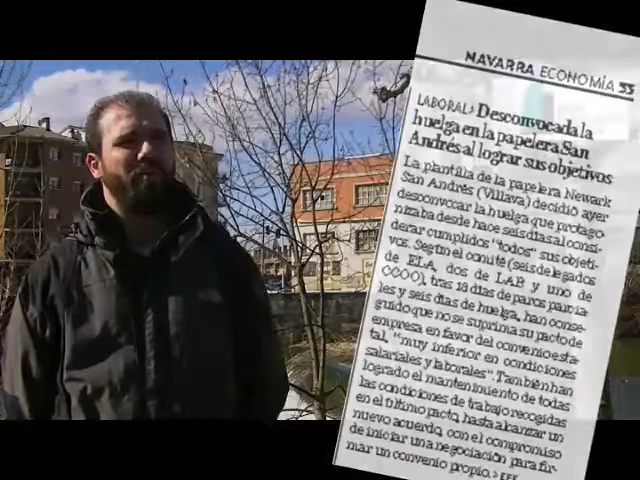 NAVARRA ECONOMÍA 33
LABORAL› Desconvocada la
huelga en la papelera San
Andrés al lograr sus objetivos
La plantilla de la papelera Newark
San Andrés (Villava) decidió ayer
desconvocar la huelga que protago-
nizaba desde hace seis días al consi-
derar cumplidos "todos" sus objeti-
vos. Según el comité (seis delegados
de ELA, dos de LAB y uno de
CCOO), tras 18 días de paros parcia-
les y seis días de huelga, han conse-
guido que no se suprima su pacto de
empresa en favor del convenio esta-
tal, "muy inferior en condiciones
salariales y laborales". También han
logrado el mantenimiento de todas
las condiciones de trabajo recogidas
en el último pacto, hasta alcanzar un
nuevo acuerdo, con el compromiso
de iniciar una negociación para fir-
mar un convenio propio. › EFE